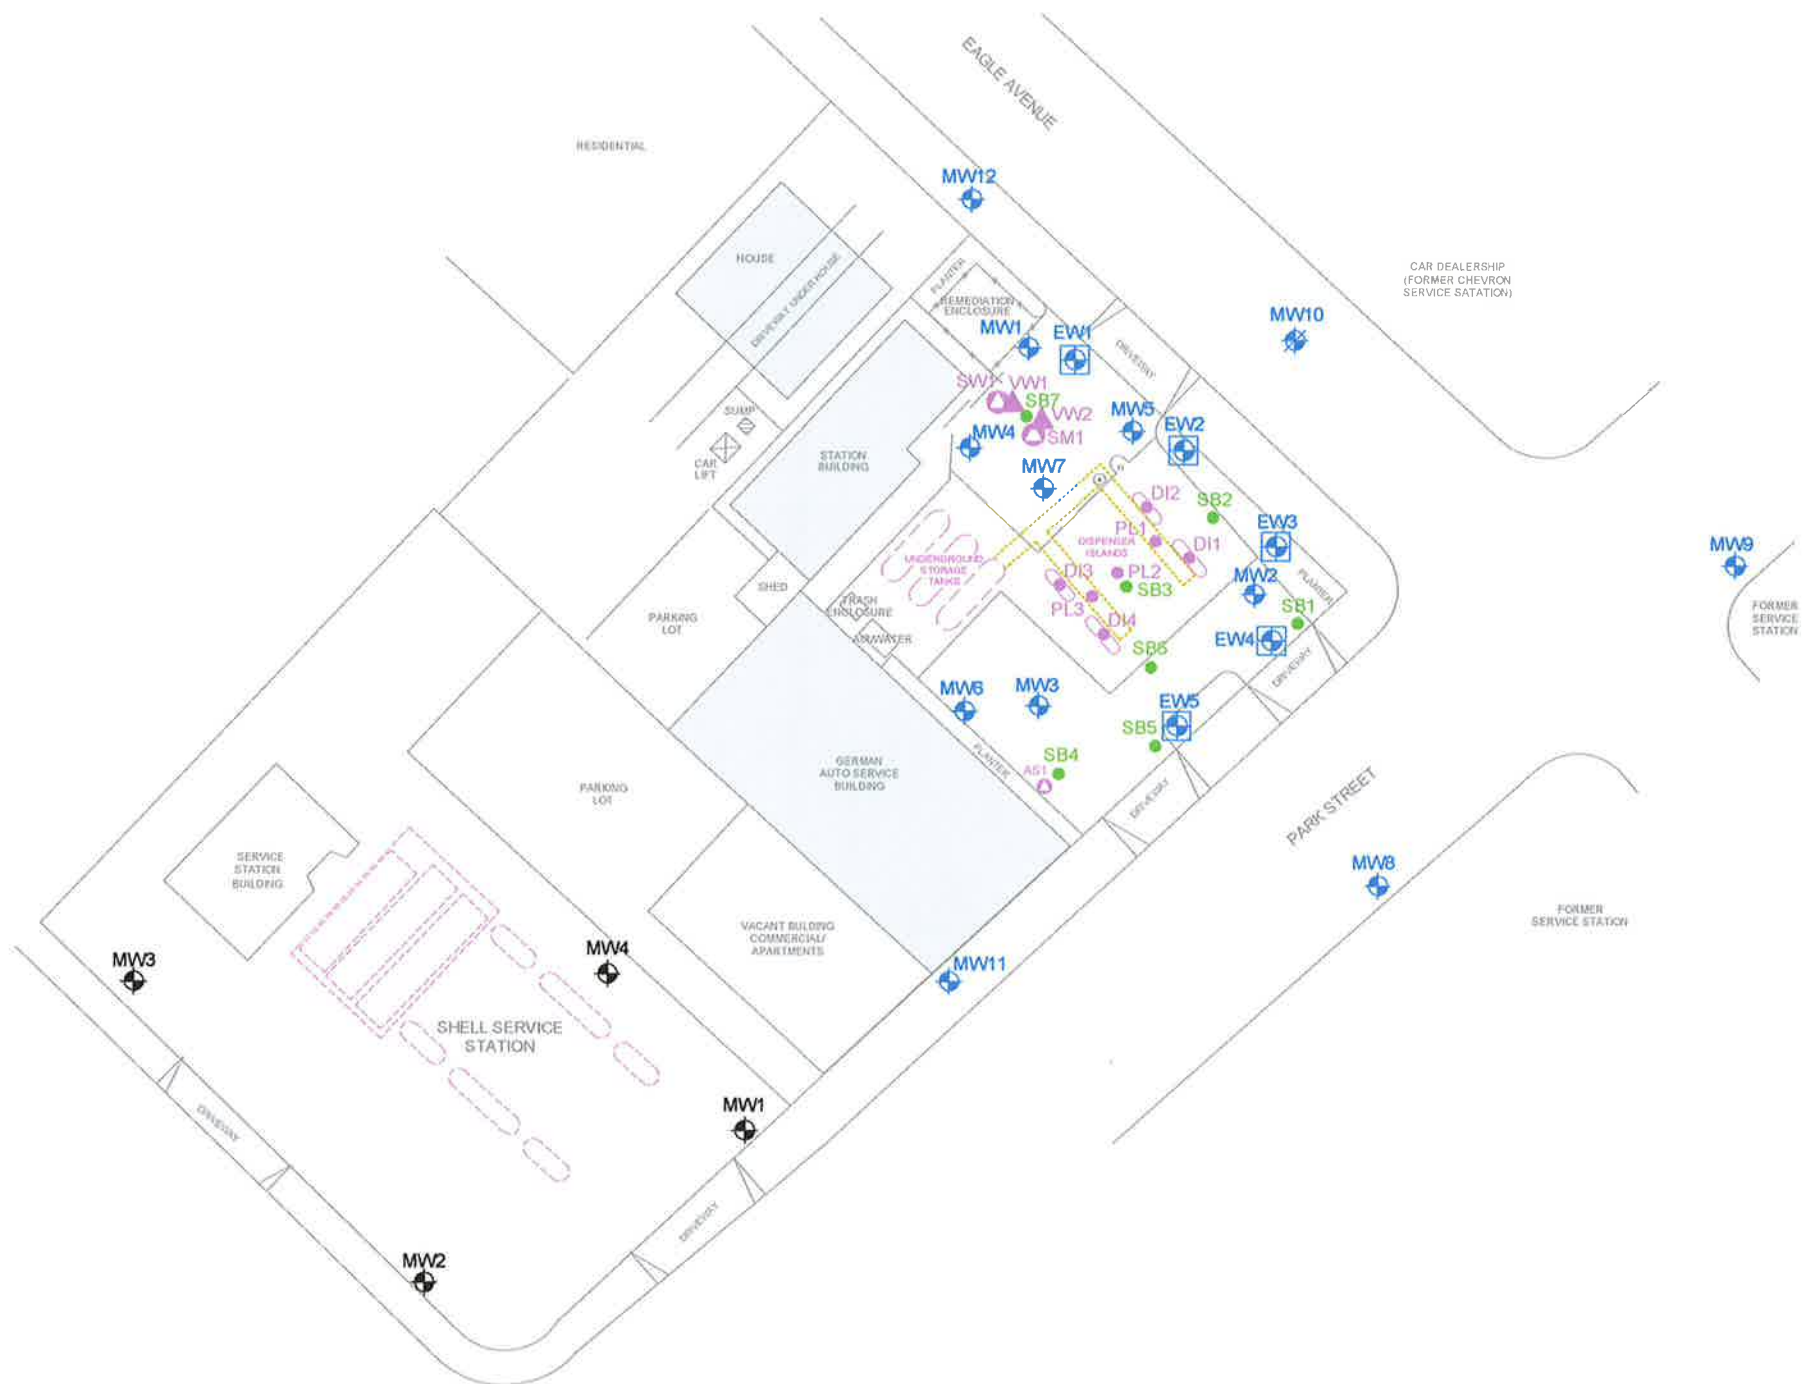 EAGLE AVENUE
RESIDENTIAL
MW12
HOUSE
DRIVEWAY UNDER HOUSE
PLANTER
REMEDIATION
ENCLOSURE
CAR DEALERSHIP
(FORMER CHEVRON
SERVICE SATATION)
MW10
MW1
EW1
DRIVEWAY
SW1
VW1
SB7
VW2
SM1
MW4
MW5
EW2
SUMP
CAR
LIFT
STATION
BUILDING
MW7
DI2
SB2
PL1
DISPENSER
ISLANDS
DI1
EW3
MW9
UNDERGROUND
STORAGE
TANKS
DI3
PL2
SB3
MW2
PLANTER
SHED
TRASH
ENCLOSURE
PL3
DI4
SB1
FORMER
SERVICE
STATION
PARKING
LOT
AIR/WATER
EW4
SB6
DRIVEWAY
MW6
MW3
EW5
SB5
PLANTER
SB4
AS1
GERMAN
AUTO SERVICE
BUILDING
DRIVEWAY
PARKING
LOT
PARK STREET
SERVICE
STATION
BUILDING
MW8
FORMER
SERVICE STATION
VACANT BULDING
COMMERCIAL/
APARTMENTS
MW3
MW4
MW11
SHELL SERVICE
STATION
MW1
DRIVEWAY
DRIVEWAY
MW2